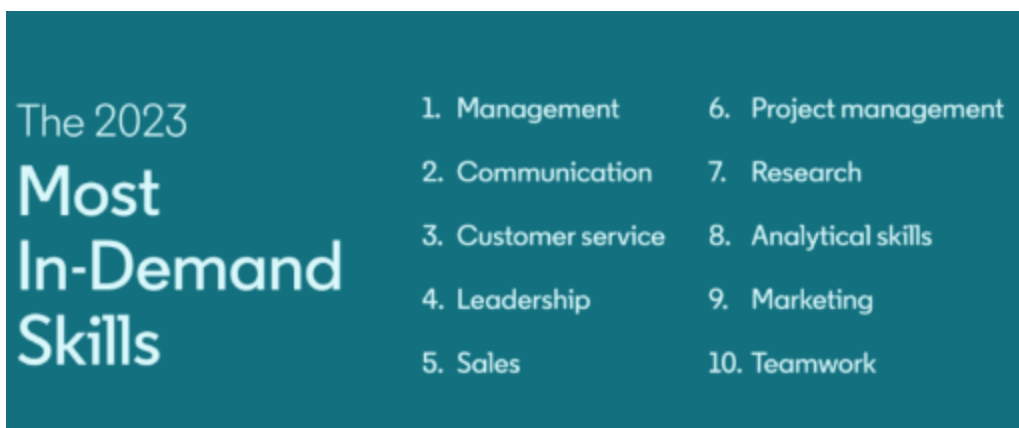 The 2023
Most
In-Demand
Skills
1. Management
2. Communication
3. Customer service
4. Leadership
5. Sales
6. Project management
7. Research
8. Analytical skills
9. Marketing
10. Teamwork